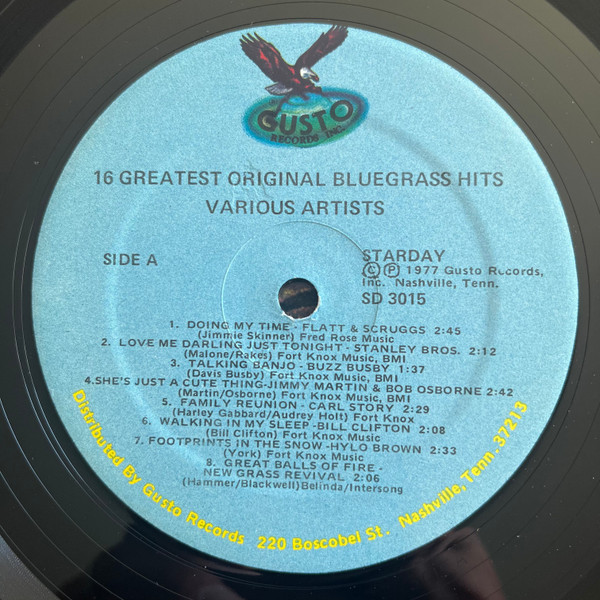 GUSTO
RECORDS INC.
16 GREATEST ORIGINAL BLUEGRASS HITS
VARIOUS ARTISTS
SIDE A
STARDAY
© ℗ 1977 Gusto Records,
Inc. Nashville, Tenn.
SD 3015
1. DOING MY TIME - FLATT & SCRUGGS 2:45
(Jimmie Skinner) Fred Rose Music
2. LOVE ME DARLING JUST TONIGHT - STANLEY BROS. 2:12
(Malone/Rakes) Fort Knox Music, BMI
3. TALKING BANJO - BUZZ BUSBY 1:37
(Davis Busby) Fort Knox Music, BMI
4.SHE'S JUST A CUTE THING-JIMMY MARTIN & BOB OSBORNE 2:42
(Martin/Osborne) Fort Knox Music, BMI
5. FAMILY REUNION - CARL STORY 2:29
(Harley Gabbard/Audrey Holt) Fort Knox
6. WALKING IN MY SLEEP-BILL CLIFTON 2:08
(Bill Clifton) Fort Knox Music
7. FOOTPRINTS IN THE SNOW-HYLO BROWN 2:33
(York) Fort Knox Music
8. GREAT BALLS OF FIRE -
NEW GRASS REVIVAL 2:06
(Hammer/Blackwell)Belinda/Intersong
Distributed By Gusto Records 220 Boscobel St., Nashville, Tenn. 37213